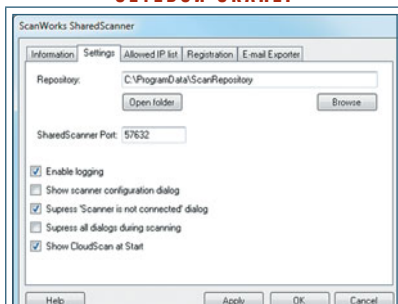 ScanWorks SharedScanner
Information Settings Allowed IP list Registration E-mail Exporter
Repository: C:\ProgramData\ScanRepository
Open folder Browse
SharedScanner Port: 57632
Enable logging
Show scanner configuration dialog
Supress 'Scanner is not connected' dialog
Supress all dialogs during scanning
Show CloudScan at Start
Help Apply OK Cancel